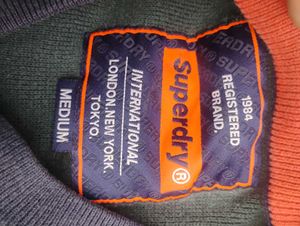 1984
REGISTERED
BRAND.
Superdry®
INTERNATIONAL
LONDON. NEW YORK.
TOKYO.
MEDIUM